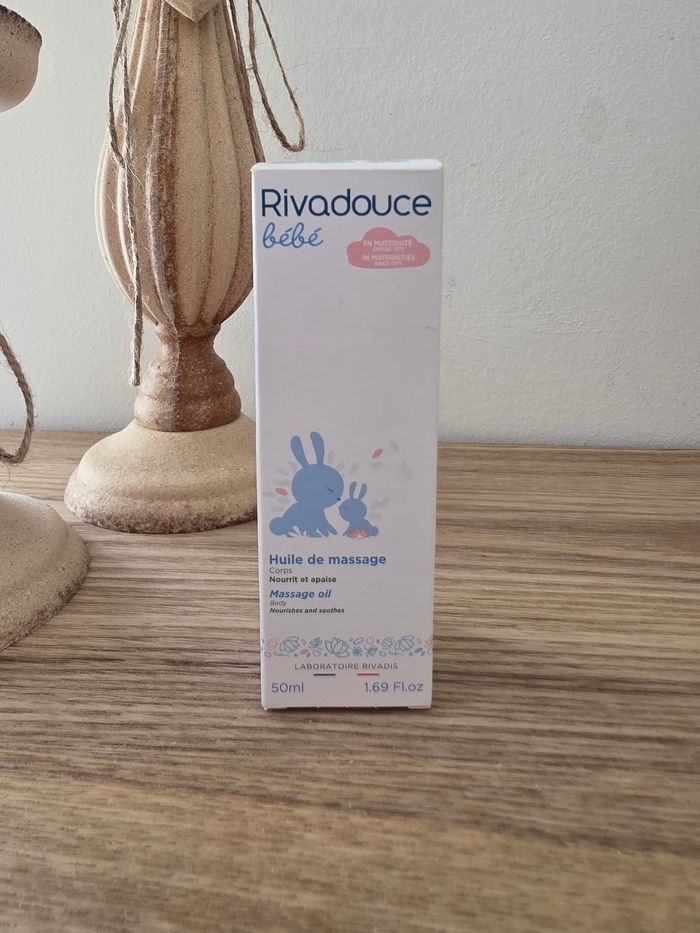 Rivadouce
bébé
EN MATERNITÉ
DEPUIS 1971
IN MATERNITIES
SINCE 1971
Huile de massage
Corps
Nourrit et apaise
Massage oil
Body
Nourishes and soothes
LABORATOIRE RIVADIS
50ml 1.69 Fl.oz